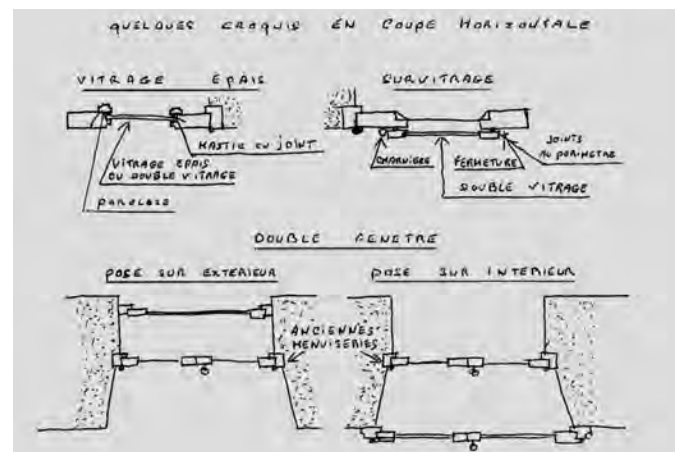 QUELQUES CROQUIS EN COUPE HORIZONTALE
VITRAGE ÉPAIS
SURVITRAGE
MASTIC OU JOINT
VITRAGE EPAIS
OU DOUBLE VITRAGE
PARCLOSE
CHARNIERE
FERMETURE
JOINTS
AU PERIMETRE
DOUBLE VITRAGE
DOUBLE FENETRE
POSE SUR EXTERIEUR
POSE SUR INTERIEUR
ANCIENNES
MENUISERIES